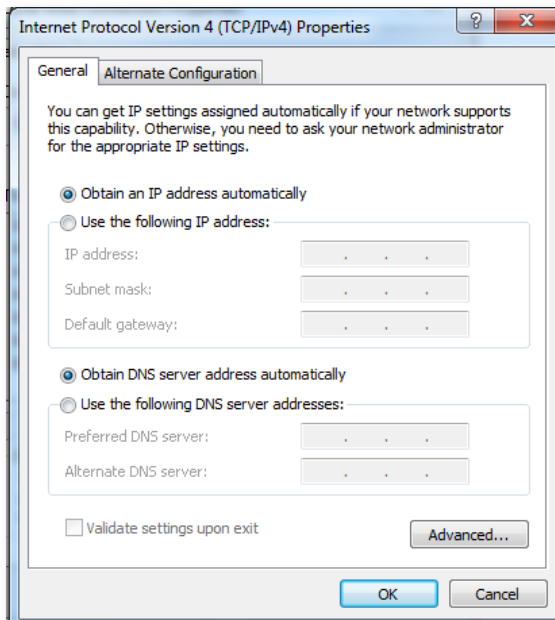 Internet Protocol Version 4 (TCP/IPv4) Properties
General
Alternate Configuration
You can get IP settings assigned automatically if your network supports
this capability. Otherwise, you need to ask your network administrator
for the appropriate IP settings.
Obtain an IP address automatically
Use the following IP address:
IP address:
Subnet mask:
Default gateway:
Obtain DNS server address automatically
Use the following DNS server addresses:
Preferred DNS server:
Alternate DNS server:
Validate settings upon exit
Advanced...
OK
Cancel